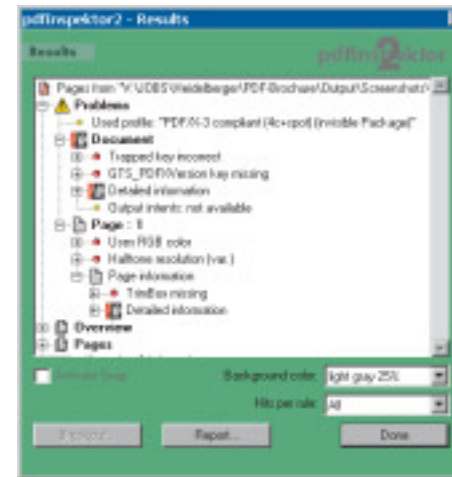 pdfInspektor2 - Results
Results
pdfInspektor
2
Pages from "V:\JOBS\Heidelberger\PDF-Brochure\Output\Screenshots\
Problems
Used profile: "PDF/X-3 compliant (4c+spot) (invisible Package)"
Document
Trapped key incorrect
GTS_PDFXVersion key missing
Detailed information
Output intents: not available
Page : 1
Uses RGB color
Halftone resolution (var.)
Page information
TrimBox missing
Detailed information
Overview
Pages
Background color:
light gray 25%
Hits per rule:
All
Report...
Done